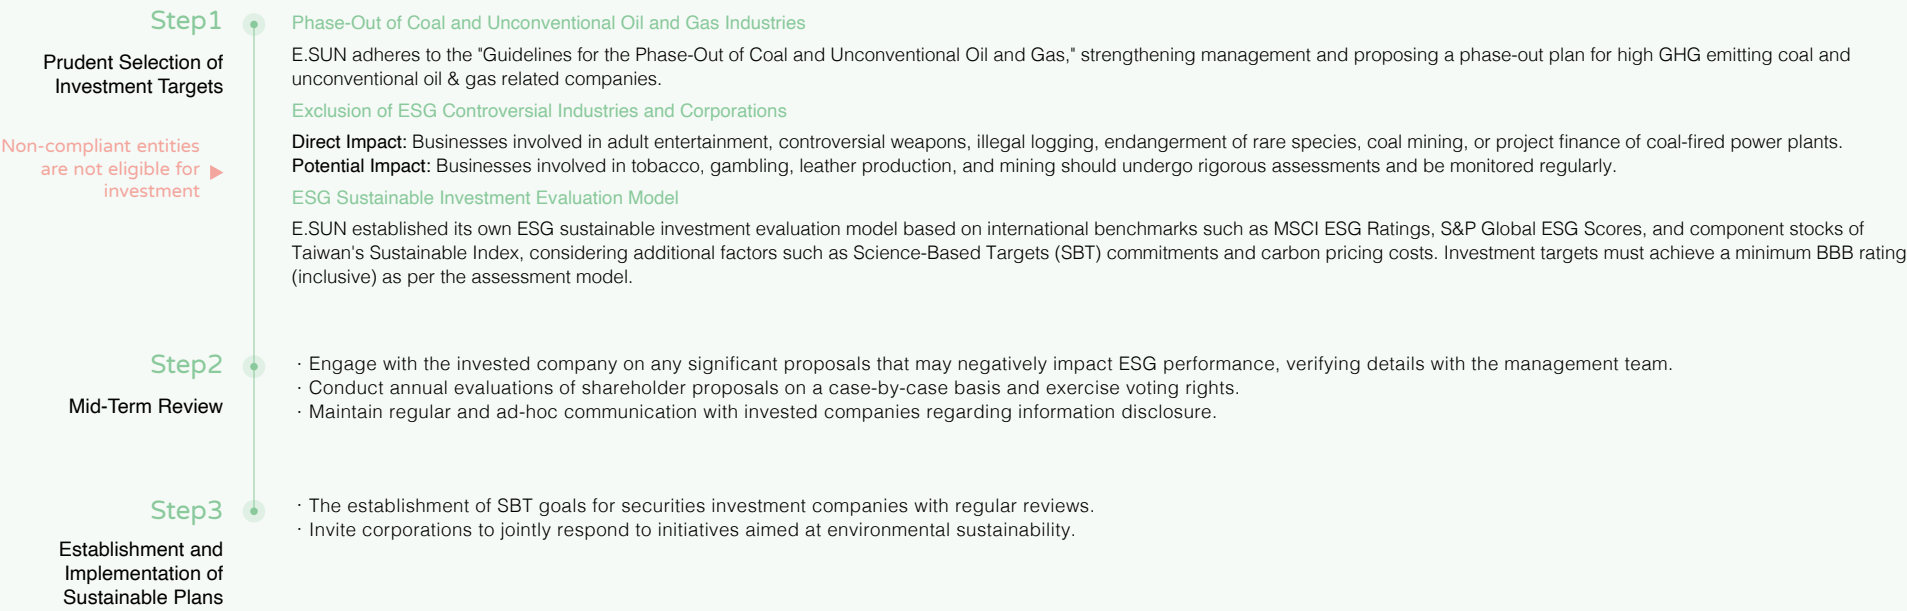 Step1
Prudent Selection of
Investment Targets
Non-compliant entities
are not eligible for
investment
Phase-Out of Coal and Unconventional Oil and Gas Industries
E.SUN adheres to the "Guidelines for the Phase-Out of Coal and Unconventional Oil and Gas," strengthening management and proposing a phase-out plan for high GHG emitting coal and
unconventional oil & gas related companies.
Exclusion of ESG Controversial Industries and Corporations
Direct Impact: Businesses involved in adult entertainment, controversial weapons, illegal logging, endangerment of rare species, coal mining, or project finance of coal-fired power plants.
Potential Impact: Businesses involved in tobacco, gambling, leather production, and mining should undergo rigorous assessments and be monitored regularly.
ESG Sustainable Investment Evaluation Model
E.SUN established its own ESG sustainable investment evaluation model based on international benchmarks such as MSCI ESG Ratings, S&P Global ESG Scores, and component stocks of
Taiwan's Sustainable Index, considering additional factors such as Science-Based Targets (SBT) commitments and carbon pricing costs. Investment targets must achieve a minimum BBB rating
(inclusive) as per the assessment model.
Step2
Mid-Term Review
· Engage with the invested company on any significant proposals that may negatively impact ESG performance, verifying details with the management team.
· Conduct annual evaluations of shareholder proposals on a case-by-case basis and exercise voting rights.
· Maintain regular and ad-hoc communication with invested companies regarding information disclosure.
Step3
Establishment and
Implementation of
Sustainable Plans
· The establishment of SBT goals for securities investment companies with regular reviews.
· Invite corporations to jointly respond to initiatives aimed at environmental sustainability.